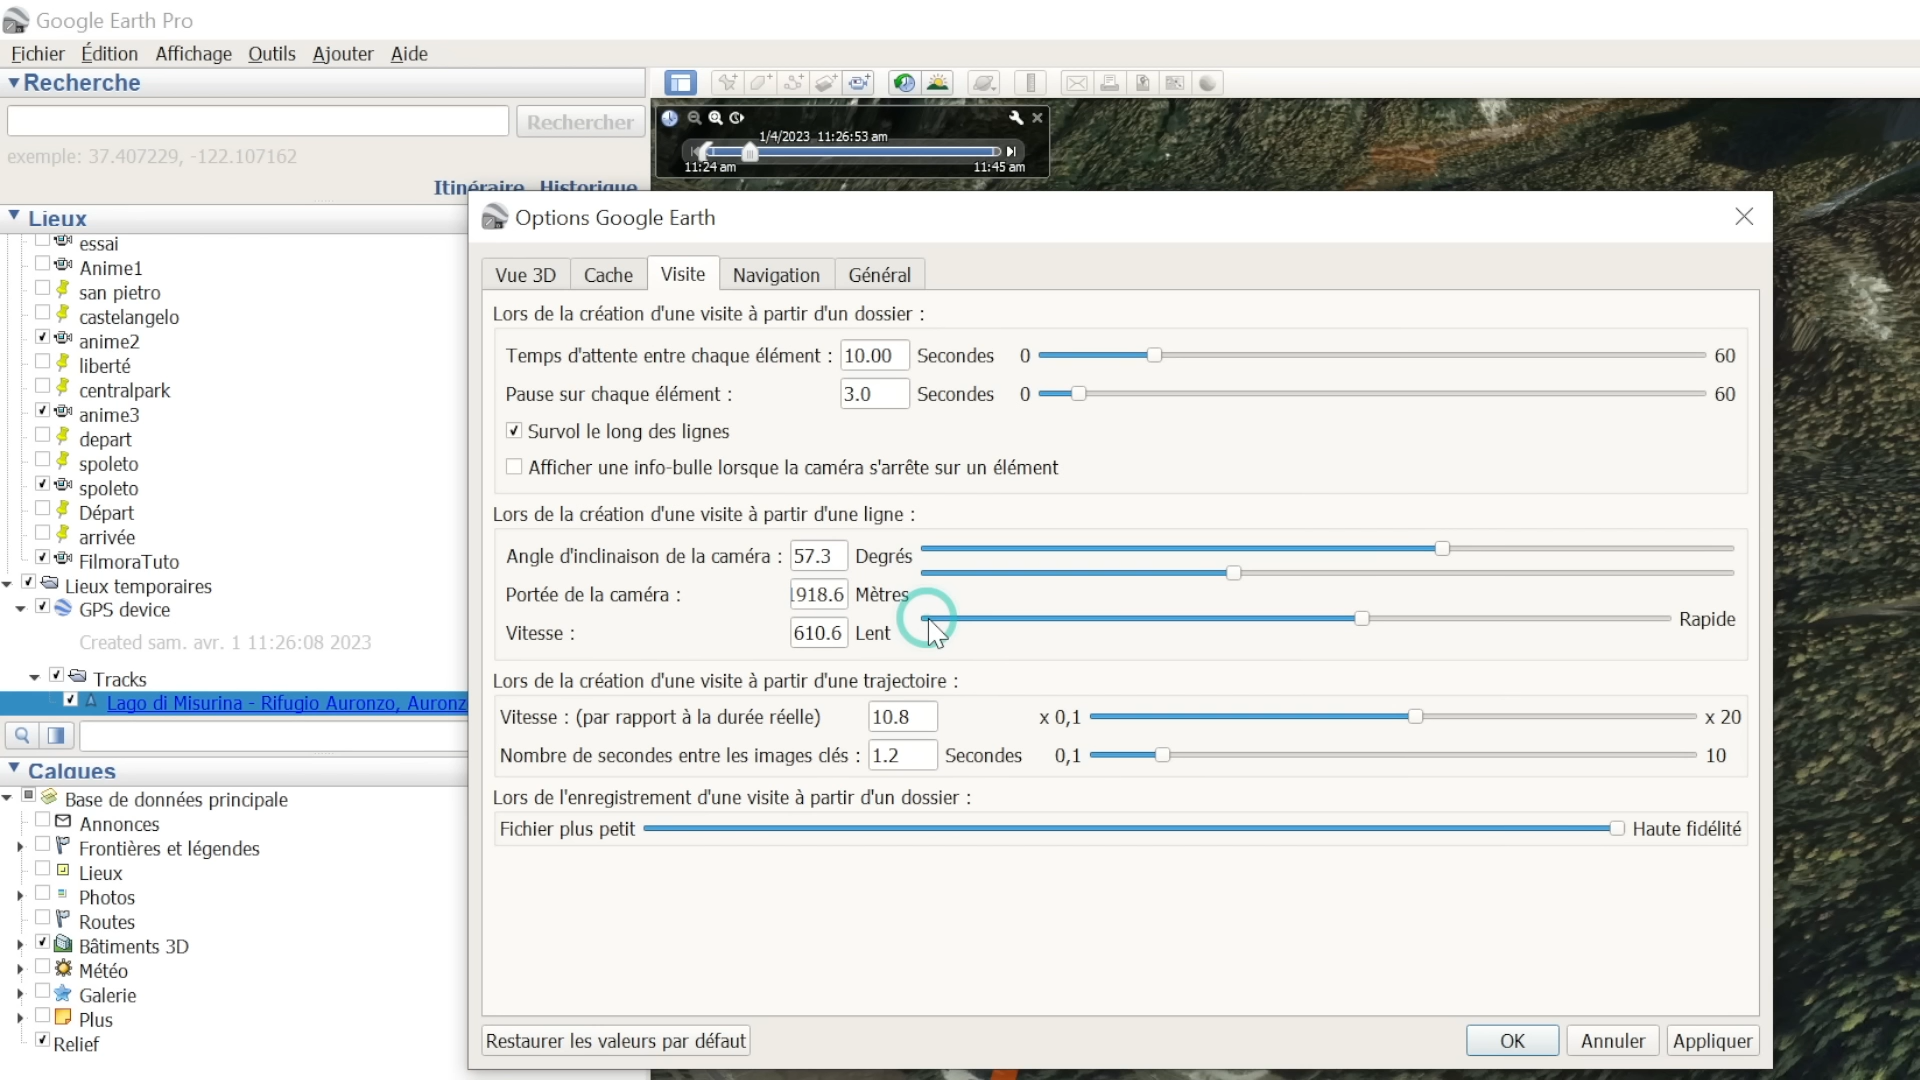 Google Earth Pro
Fichier Édition Affichage Outils Ajouter Aide
Recherche
Rechercher
exemple: 37.407229, -122.107162
Itinéraire Historique
1/4/2023 11:26:53 am
11:24 am 11:45 am
Lieux
essai
Anime1
san pietro
castelangelo
anime2
liberté
centralpark
anime3
depart
spoleto
spoleto
Départ
arrivée
FilmoraTuto
Lieux temporaires
GPS device
Created sam. avr. 1 11:26:08 2023
Tracks
Lago di Misurina - Rifugio Auronzo, Auronz
Calques
Base de données principale
Annonces
Frontières et légendes
Lieux
Photos
Routes
Bâtiments 3D
Météo
Galerie
Plus
Relief
Options Google Earth
Vue 3D Cache Visite Navigation Général
Lors de la création d'une visite à partir d'un dossier :
Temps d'attente entre chaque élément : 10.00 Secondes 0 60
Pause sur chaque élément : 3.0 Secondes 0 60
Survol le long des lignes
Afficher une info-bulle lorsque la caméra s'arrête sur un élément
Lors de la création d'une visite à partir d'une ligne :
Angle d'inclinaison de la caméra : 57.3 Degrés
Portée de la caméra : 1918.6 Mètres
Vitesse : 610.6 Lent Rapide
Lors de la création d'une visite à partir d'une trajectoire :
Vitesse : (par rapport à la durée réelle) 10.8 x 0,1 x 20
Nombre de secondes entre les images clés : 1.2 Secondes 0,1 10
Lors de l'enregistrement d'une visite à partir d'un dossier :
Fichier plus petit Haute fidélité
Restaurer les valeurs par défaut OK Annuler Appliquer